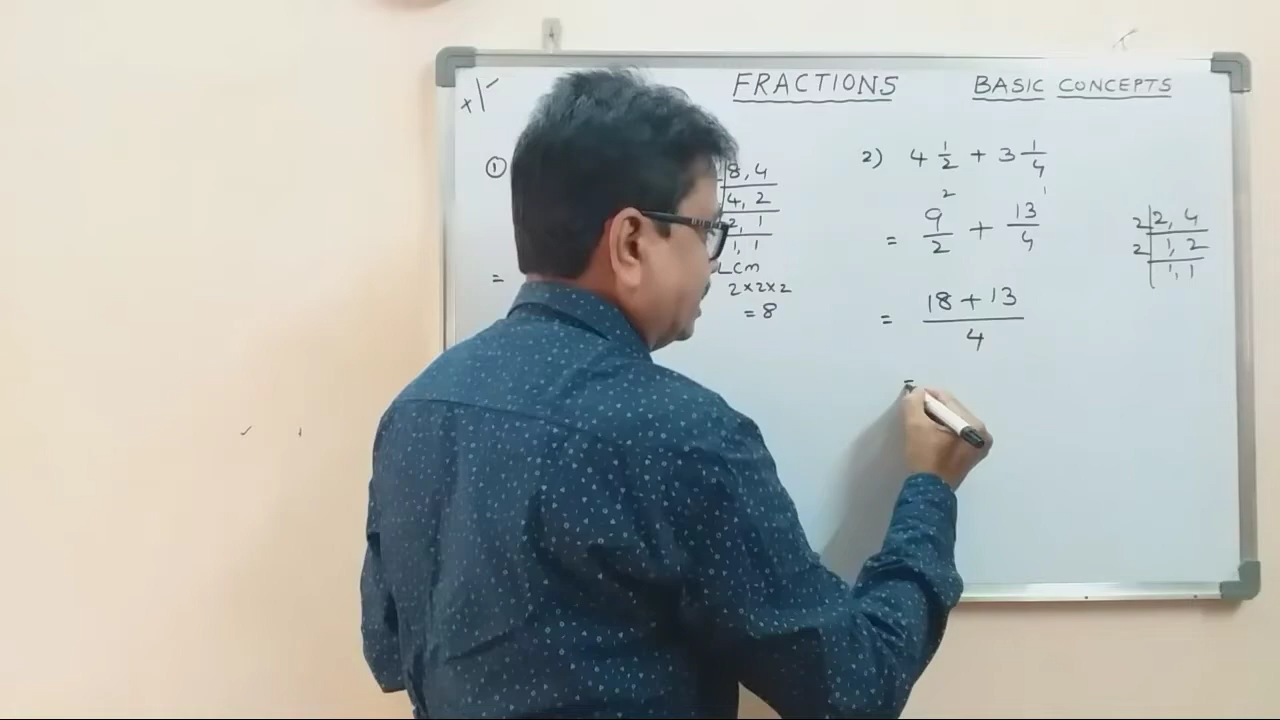 FRACTIONS BASIC CONCEPTS
①
8, 4
4, 2
2, 1
1, 1
LCM
2×2×2
= 8
=
2) 4 1/2 + 3 1/4
2 1
= 9/2 + 13/4
= 18 + 13 / 4
=
2 | 2, 4
2 | 1, 2
1, 1